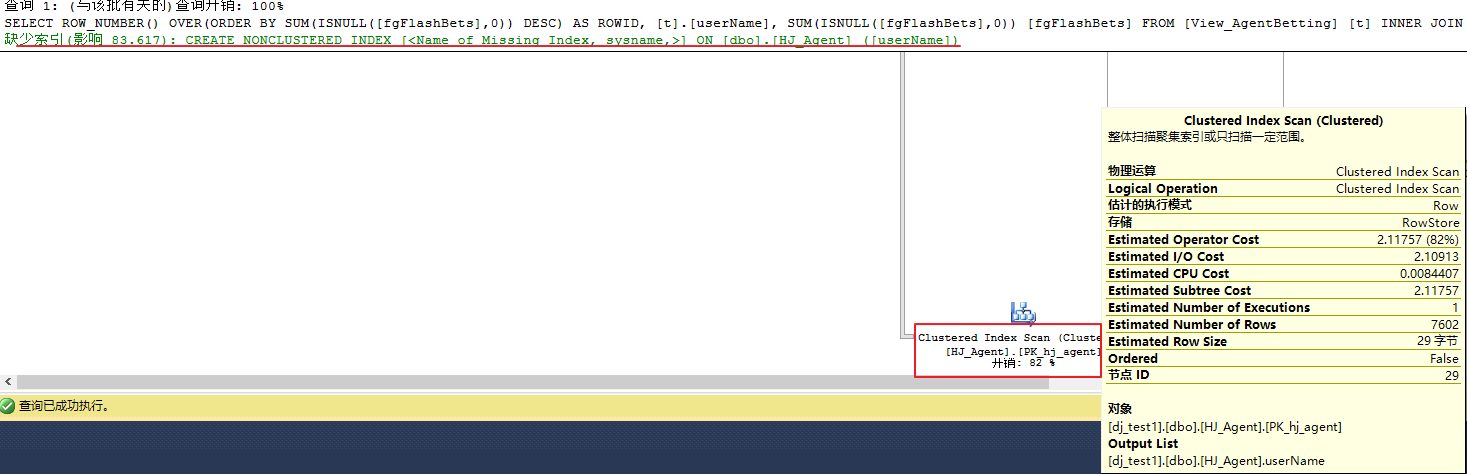 查询 1: (与该批有关的)查询开销: 100%
SELECT ROW_NUMBER() OVER(ORDER BY SUM(ISNULL([fgFlashBets],0)) DESC) AS ROWID, [t].[userName], SUM(ISNULL([fgFlashBets],0)) [fgFlashBets] FROM [View_AgentBetting] [t] INNER JOIN
缺少索引(影响 83.617): CREATE NONCLUSTERED INDEX [<Name of Missing Index, sysname,>] ON [dbo].[HJ_Agent] ([userName])
Clustered Index Scan (Cluste
[HJ_Agent].[PK_hj_agent]
开销: 82 %
Clustered Index Scan (Clustered)
整体扫描聚集索引或只扫描一定范围。
物理运算 Clustered Index Scan
Logical Operation Clustered Index Scan
估计的执行模式 Row
存储 RowStore
Estimated Operator Cost 2.11757 (82%)
Estimated I/O Cost 2.10913
Estimated CPU Cost 0.0084407
Estimated Subtree Cost 2.11757
Estimated Number of Executions 1
Estimated Number of Rows 7602
Estimated Row Size 29 字节
Ordered False
节点 ID 29
对象
[dj_test1].[dbo].[HJ_Agent].[PK_hj_agent]
Output List
[dj_test1].[dbo].[HJ_Agent].userName
查询已成功执行。